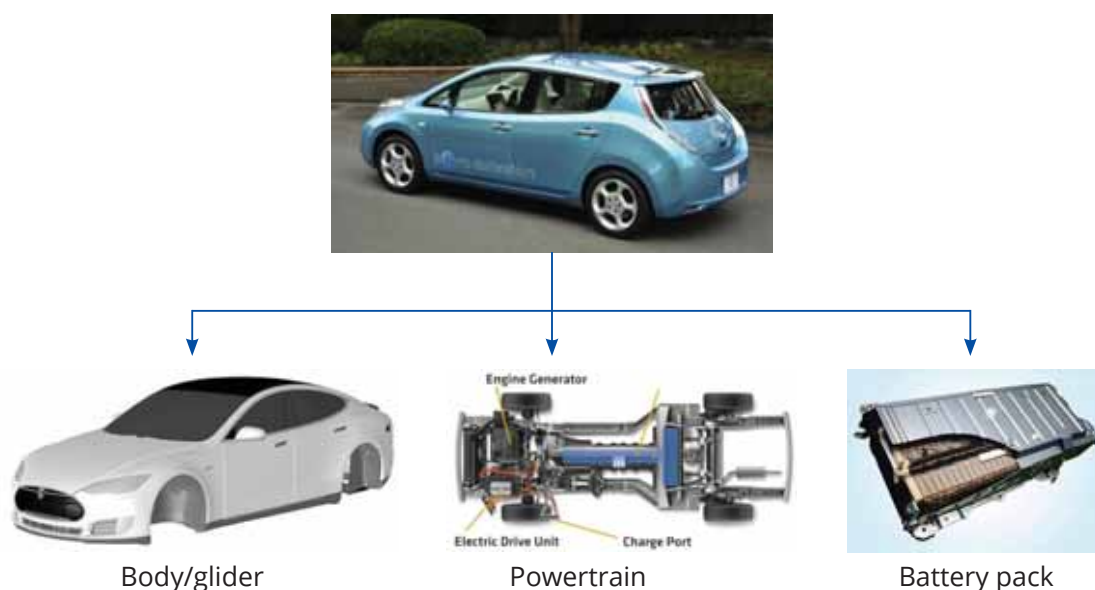 Engine Generator
Electric Drive Unit
Charge Port
Body/glider
Powertrain
Battery pack